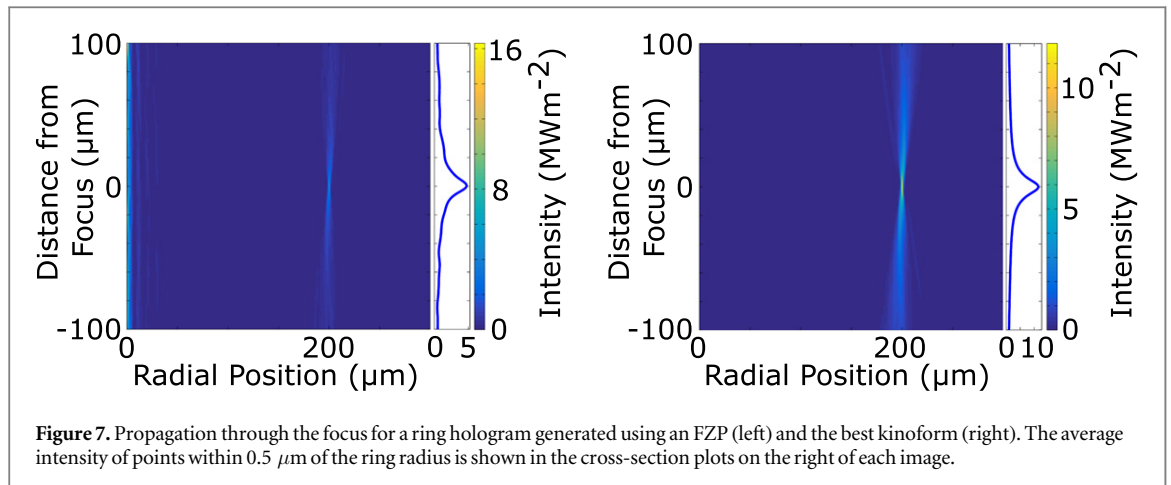 100
0
-100
Distance from
Focus (µm)
0 200
Radial Position (µm)
0 5
16
8
0
Intensity (MWm-2)
100
0
-100
Distance from
Focus (µm)
0 200
Radial Position (µm)
0 10
10
5
0
Intensity (MWm-2)
Figure 7. Propagation through the focus for a ring hologram generated using an FZP (left) and the best kinoform (right). The average
intensity of points within 0.5 µm of the ring radius is shown in the cross-section plots on the right of each image.